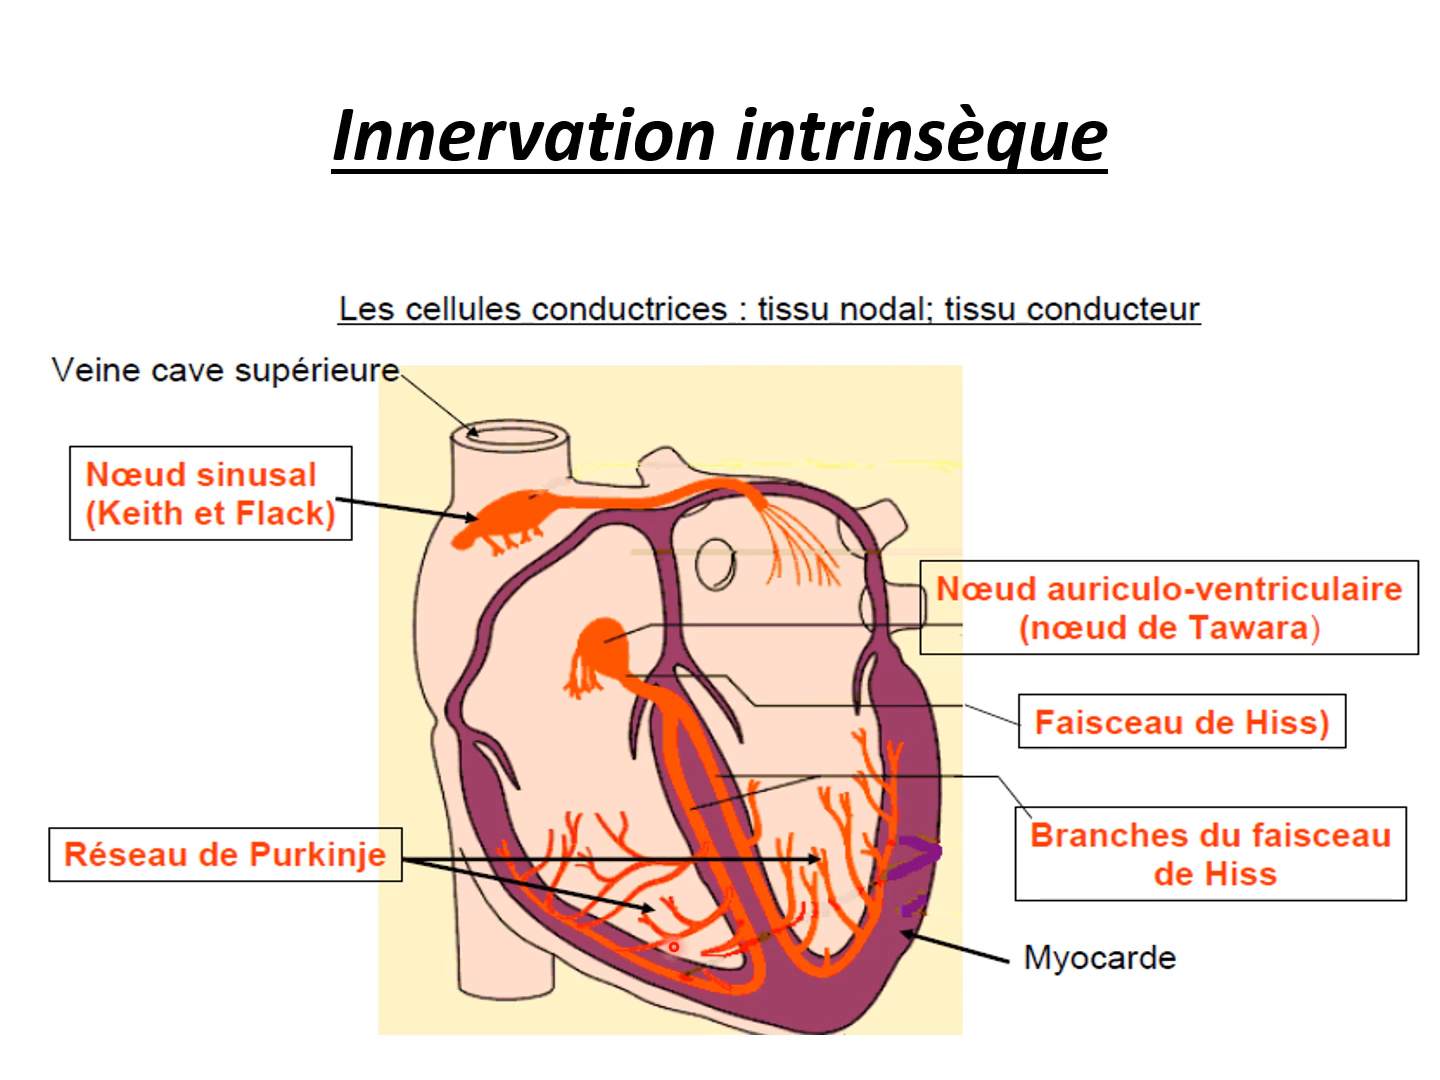 Innervation intrinsèque
Les cellules conductrices : tissu nodal; tissu conducteur
Veine cave supérieure
Nœud sinusal
(Keith et Flack)
Nœud auriculo-ventriculaire
(nœud de Tawara)
Faisceau de Hiss)
Branches du faisceau
de Hiss
Réseau de Purkinje
Myocarde